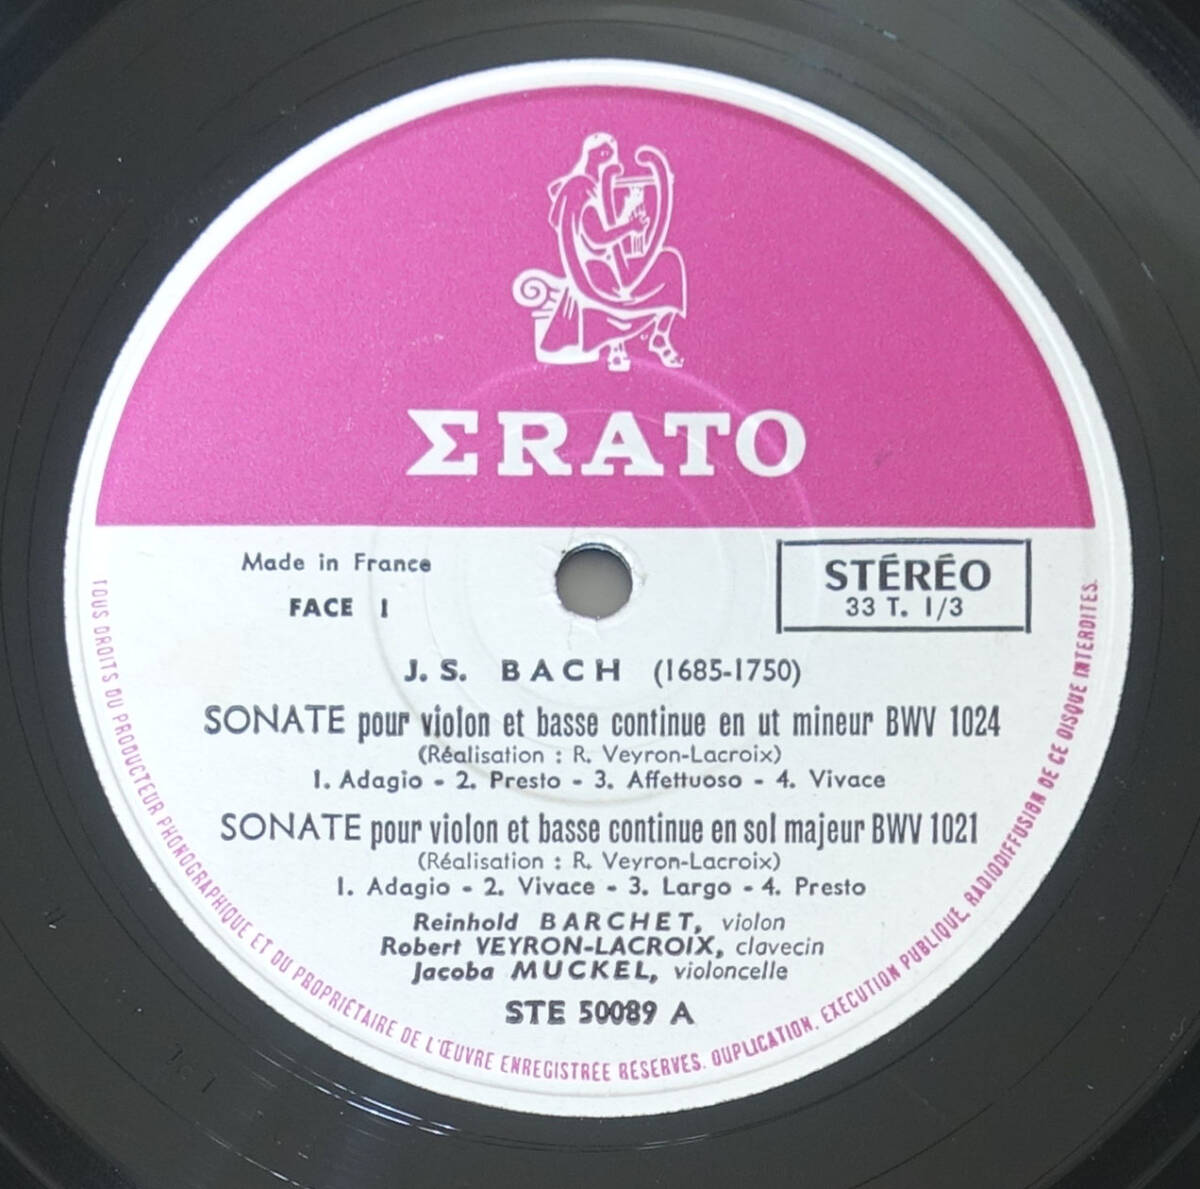 ΣRATO
Made in France
FACE 1
STÉRÉO
33 T. 1/3
J. S. BACH (1685-1750)
SONATE pour violon et basse continue en ut mineur BWV 1024
(Réalisation : R. Veyron-Lacroix)
1. Adagio - 2. Presto - 3. Affettuoso - 4. Vivace
SONATE pour violon et basse continue en sol majeur BWV 1021
(Réalisation : R. Veyron-Lacroix)
1. Adagio - 2. Vivace - 3. Largo - 4. Presto
Reinhold BARCHET, violon
Robert VEYRON-LACROIX, clavecin
Jacoba MUCKEL, violoncelle
STE 50089 A
TOUS DROITS DU PRODUCTEUR PHONOGRAPHIQUE ET DU PROPRIÉTAIRE DE L'ŒUVRE ENREGISTRÉE RÉSERVÉS. DUPLICATION, EXÉCUTION PUBLIQUE, RADIODIFFUSION DE CE DISQUE INTERDITES.